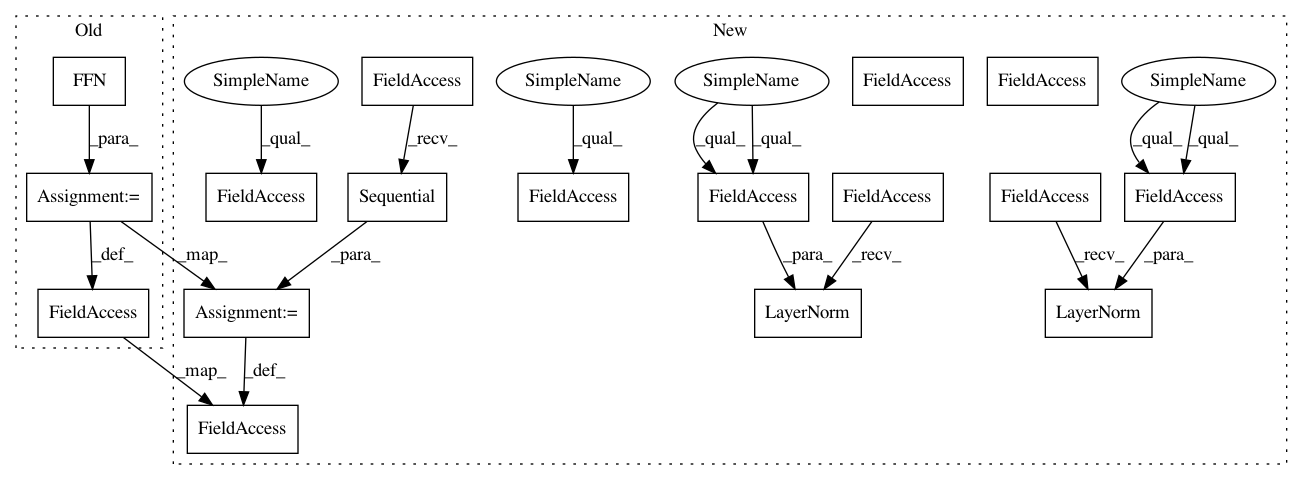 Old
New
FFN
SimpleName
FieldAccess
SimpleName
SimpleName
FieldAccess
FieldAccess
SimpleName
_para_
_qual_
_recv_
_qual_
_qual_
_qual_
_qual_
_qual_
Assignment:=
FieldAccess
Sequential
FieldAccess
FieldAccess
FieldAccess
FieldAccess
FieldAccess
_def_
_map_
_para_
_para_
_recv_
_recv_
_para_
FieldAccess
Assignment:=
LayerNorm
LayerNorm
_map_
_def_
FieldAccess